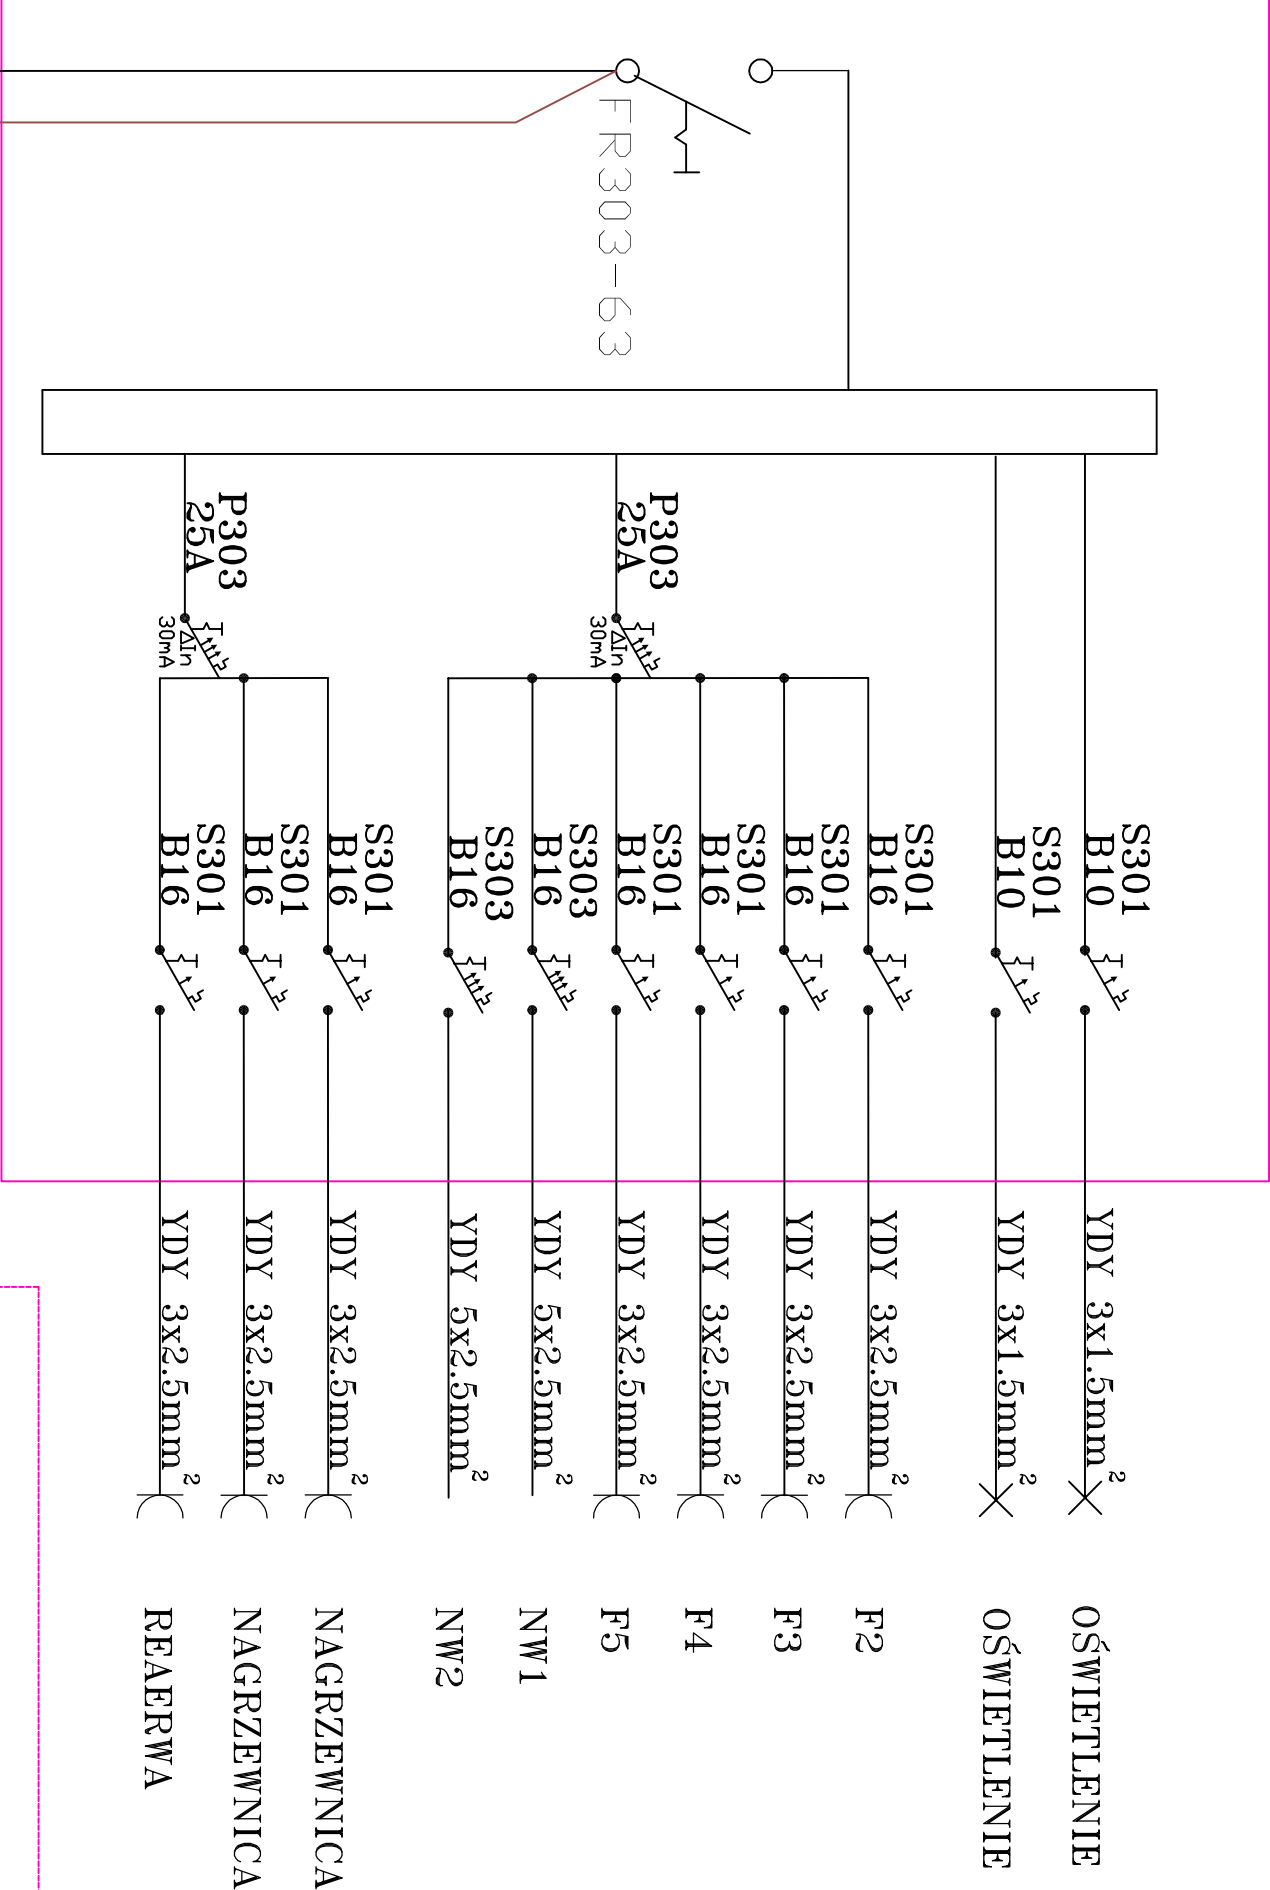 FR303-63
P303
25A
ΔIn
30mA
P303
25A
ΔIn
30mA
S301
B10
S301
B10
S301
B16
S301
B16
S301
B16
S301
B16
S303
B16
S303
B16
S301
B16
S301
B16
S301
B16
YDY 3x1.5mm²
YDY 3x1.5mm²
YDY 3x2.5mm²
YDY 3x2.5mm²
YDY 3x2.5mm²
YDY 3x2.5mm²
YDY 5x2.5mm²
YDY 5x2.5mm²
YDY 3x2.5mm²
YDY 3x2.5mm²
YDY 3x2.5mm²
OŚWIETLENIE
OŚWIETLENIE
F2
F3
F4
F5
NW1
NW2
NAGRZEWNICA
NAGRZEWNICA
REAERWA